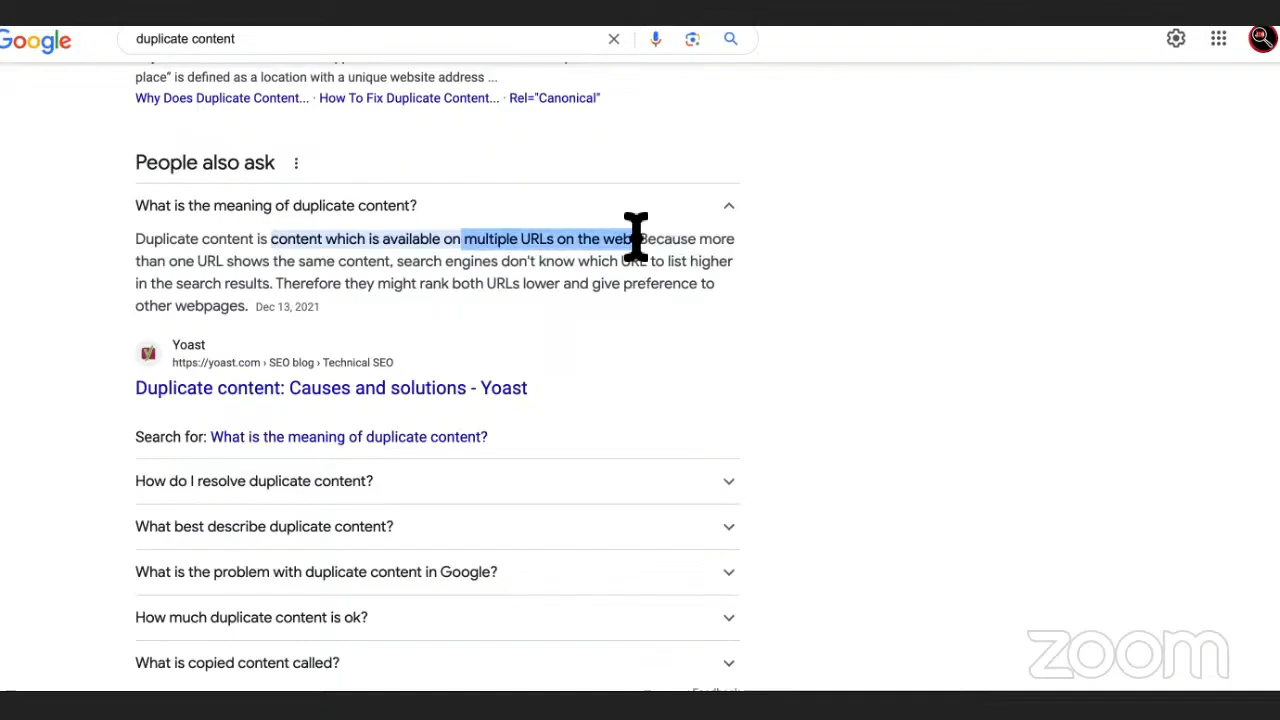 Google
duplicate content
place" is defined as a location with a unique website address ...
Why Does Duplicate Content... · How To Fix Duplicate Content... · Rel="Canonical"
People also ask
What is the meaning of duplicate content?
Duplicate content is content which is available on multiple URLs on the web. Because more
than one URL shows the same content, search engines don't know which URL to list higher
in the search results. Therefore they might rank both URLs lower and give preference to
other webpages. Dec 13, 2021
Yoast
https://yoast.com › SEO blog › Technical SEO
Duplicate content: Causes and solutions - Yoast
Search for: What is the meaning of duplicate content?
How do I resolve duplicate content?
What best describe duplicate content?
What is the problem with duplicate content in Google?
How much duplicate content is ok?
What is copied content called?
Feedback
zoom